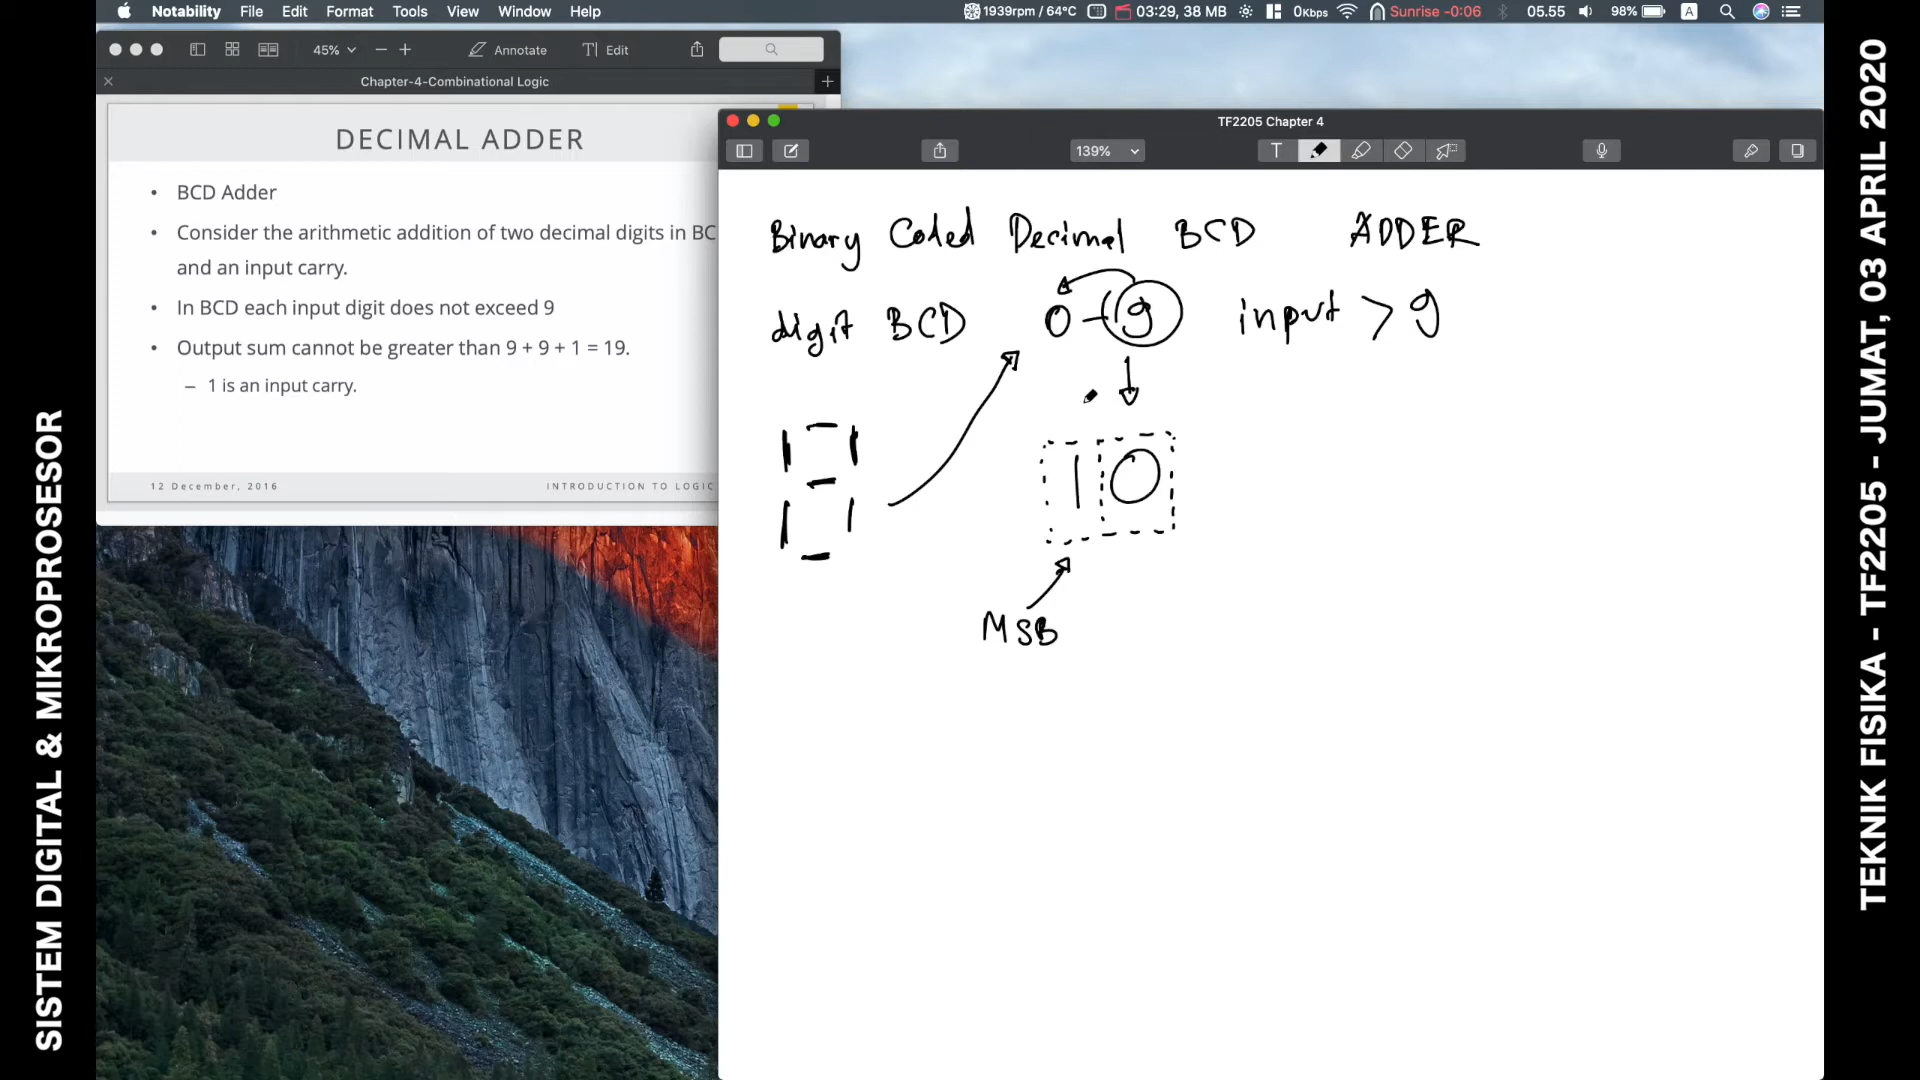 Notability File Edit Format Tools View Window Help 1939rpm / 64°C 03:29, 38 MB 0Kbps Sunrise -0:06 05.55 98% A
45% Annotate T Edit
Chapter-4-Combinational Logic
DECIMAL ADDER
• BCD Adder
• Consider the arithmetic addition of two decimal digits in BC
and an input carry.
• In BCD each input digit does not exceed 9
• Output sum cannot be greater than 9 + 9 + 1 = 19.
– 1 is an input carry.
12 December, 2016 INTRODUCTION TO LOGIC
TF2205 Chapter 4
139% T
Binary Coded Decimal BCD ADDER
digit BCD 0 - 9 input > 9
1 0
MSB
SISTEM DIGITAL & MIKROPROSESOR
TEKNIK FISIKA - TF2205 - JUMAT, 03 APRIL 2020